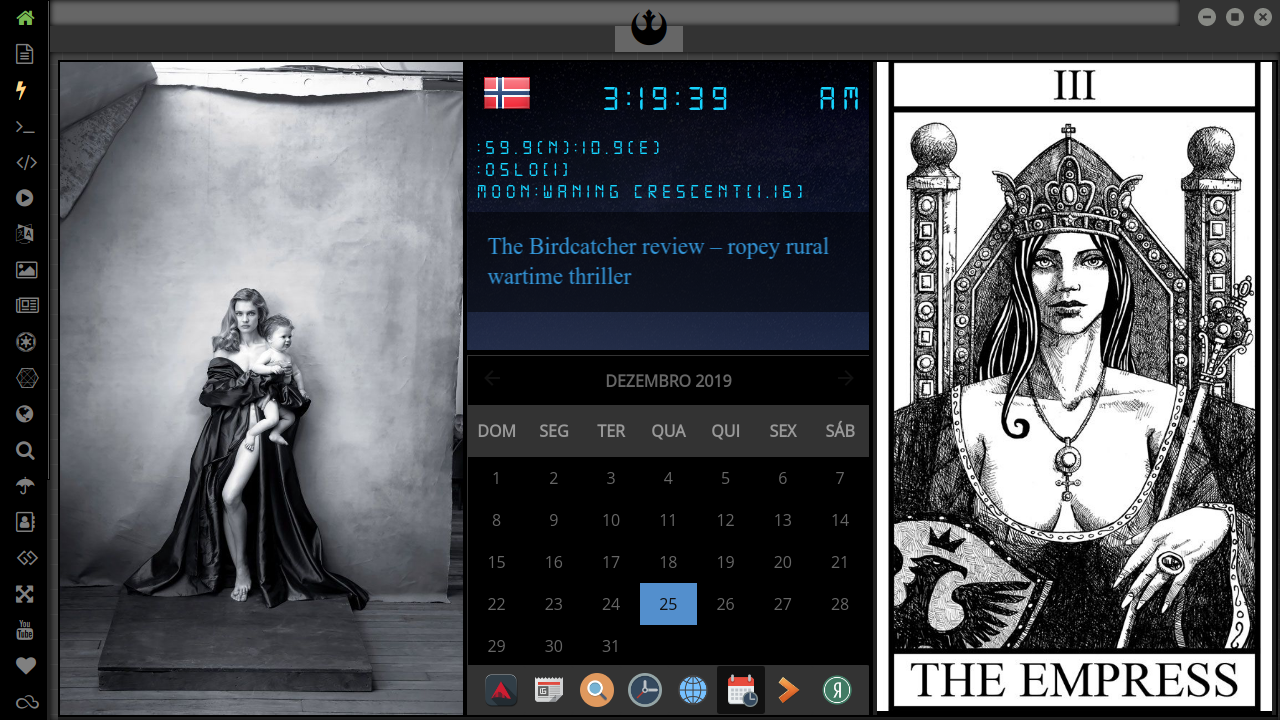 3:19:39 AM
:59.9(N):10.9(E)
:OSLO(1)
MOON:WANING CRESCENT(1.16)
The Birdcatcher review – ropey rural
wartime thriller
DEZEMBRO 2019
DOM SEG TER QUA QUI SEX SÁB
1 2 3 4 5 6 7
8 9 10 11 12 13 14
15 16 17 18 19 20 21
22 23 24 25 26 27 28
29 30 31
Я
III
THE EMPRESS
You
Tube